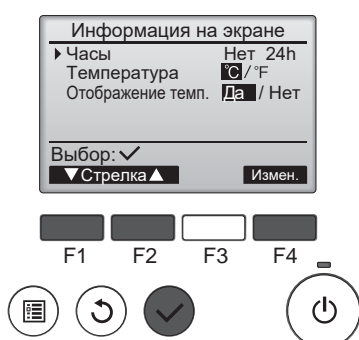 Информация на экране
Часы Нет 24h
Температура °C/°F
Отображение темп. Да / Нет
Выбор:✓
▼Стрелка▲ Измен.
F1 F2 F3 F4